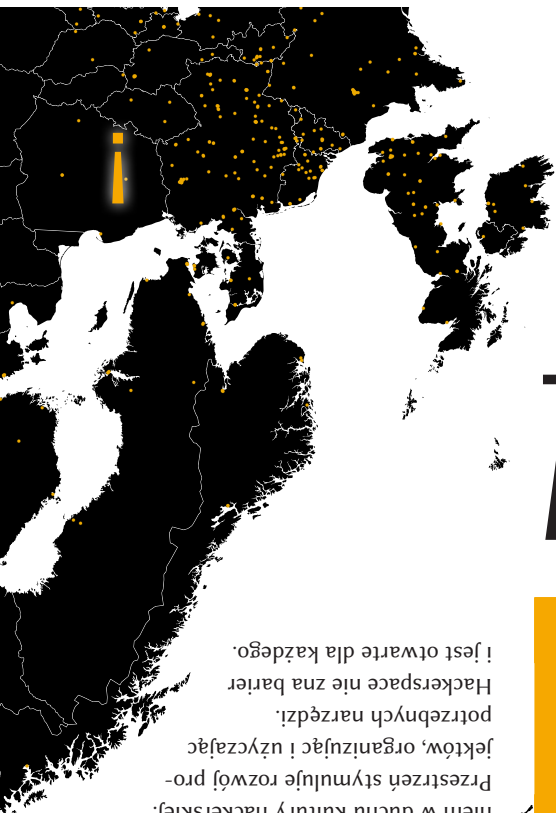 niem w duchu kultury hackerskiej.
Przestrzeń stymuluje rozwój pro-
jektów, organizując i użyczając
potrzebnych narzędzi.
Hackerspace nie zna barier
i jest otwarte dla każdego.